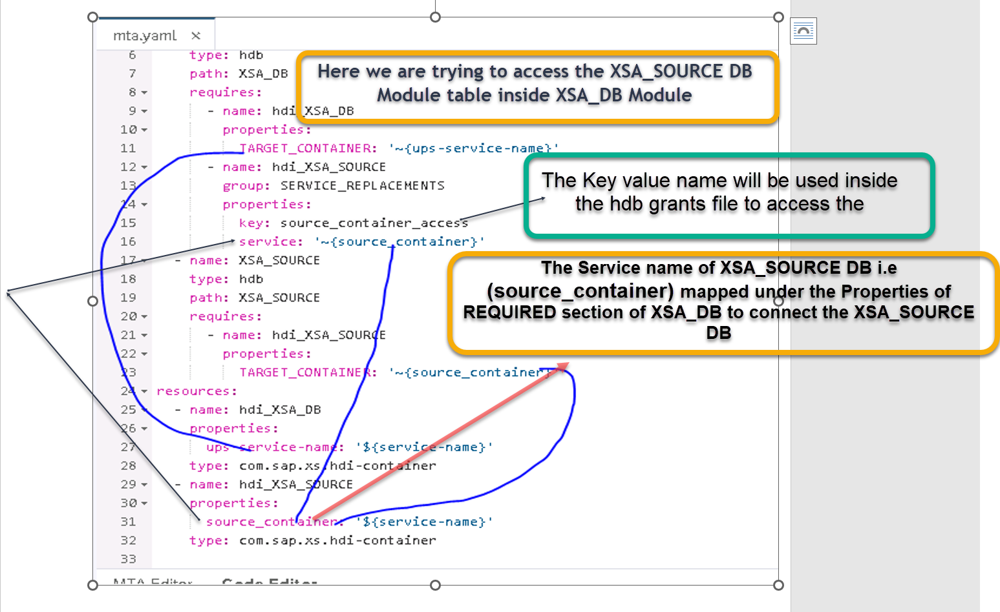 mta.yaml ×
6 type: hdb
7 path: XSA_DB
8 requires:
9 - name: hdi_XSA_DB
10 properties:
11 TARGET_CONTAINER: '~{ups-service-name}'
12 - name: hdi_XSA_SOURCE
13 group: SERVICE_REPLACEMENTS
14 properties:
15 key: source_container_access
16 service: '~{source_container}'
17 - name: XSA_SOURCE
18 type: hdb
19 path: XSA_SOURCE
20 requires:
21 - name: hdi_XSA_SOURCE
22 properties:
23 TARGET_CONTAINER: '~{source_container}
24 resources:
25 - name: hdi_XSA_DB
26 properties:
27 ups-service-name: '${service-name}'
28 type: com.sap.xs.hdi-container
29 - name: hdi_XSA_SOURCE
30 properties:
31 source_container: '${service-name}'
32 type: com.sap.xs.hdi-container
33
MTA Editor Code Editor
Here we are trying to access the XSA_SOURCE DB
Module table inside XSA_DB Module
The Key value name will be used inside
the hdb grants file to access the
The Service name of XSA_SOURCE DB i.e
(source_container) mapped under the Properties of
REQUIRED section of XSA_DB to connect the XSA_SOURCE
DB